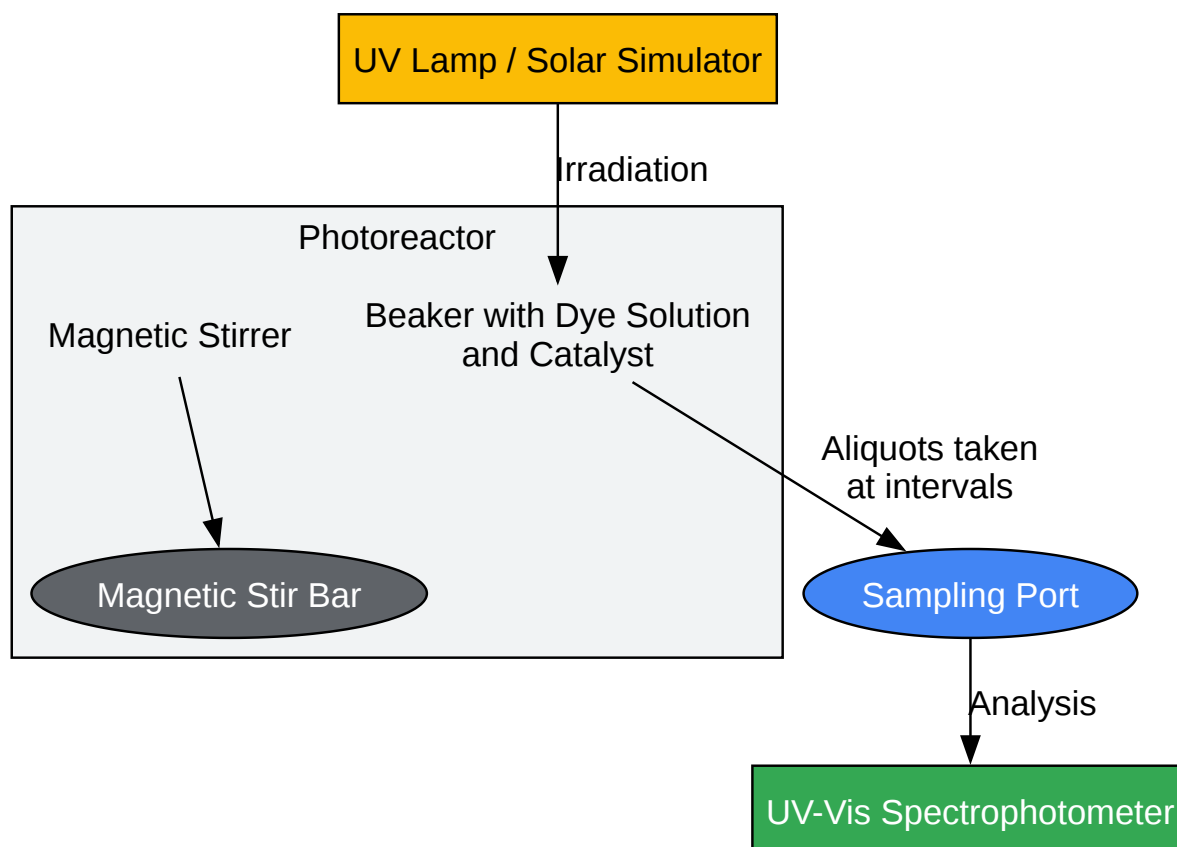 UV Lamp / Solar Simulator
Irradiation
Photoreactor
Magnetic Stirrer
Beaker with Dye Solution
and Catalyst
Aliquots taken
at intervals
Magnetic Stir Bar
Sampling Port
Analysis
UV-Vis Spectrophotometer